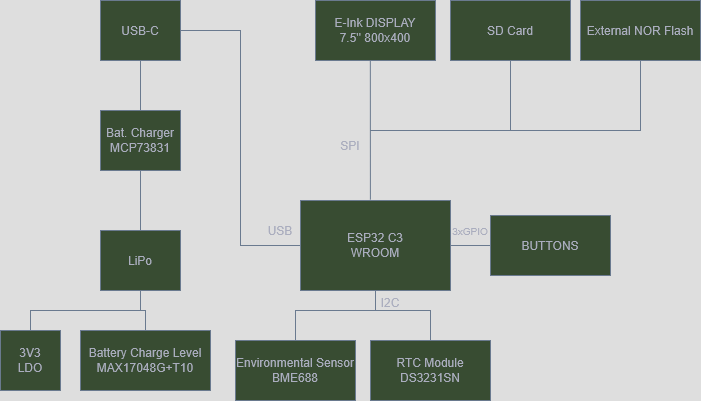 USB-C
E-Ink DISPLAY
7.5" 800x400
SD Card
External NOR Flash
Bat. Charger
MCP73831
SPI
USB
ESP32 C3
WROOM
3xGPIO
BUTTONS
LiPo
I2C
3V3
LDO
Battery Charge Level
MAX17048G+T10
Environmental Sensor
BME688
RTC Module
DS3231SN